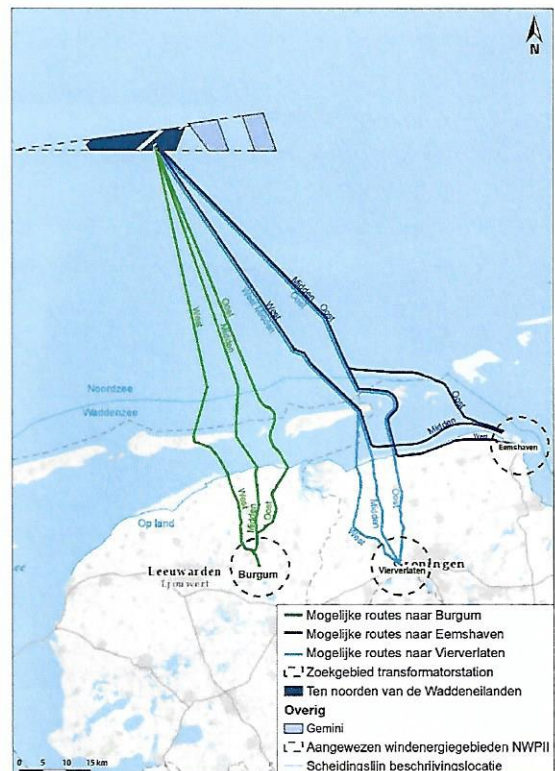 N
West
Midden
Oost
West
West Midden
Midden
Oost
Oost
Noordzee
Waddenzee
Oost
Midden
West
Eemshaven
Op land
West
Midden
Oost
West
Midden
Oost
Leeuwarden
Ljouwert
Burgum
Groningen
Vierverlaten
Mogelijke routes naar Burgum
Mogelijke routes naar Eemshaven
Mogelijke routes naar Vierverlaten
Zoekgebied transformatorstation
Ten noorden van de Waddeneilanden
Overig
Gemini
Aangewezen windenergiegebieden NWPII
Scheidingslijn beschrijvingslocatie
0 5 10 15 km